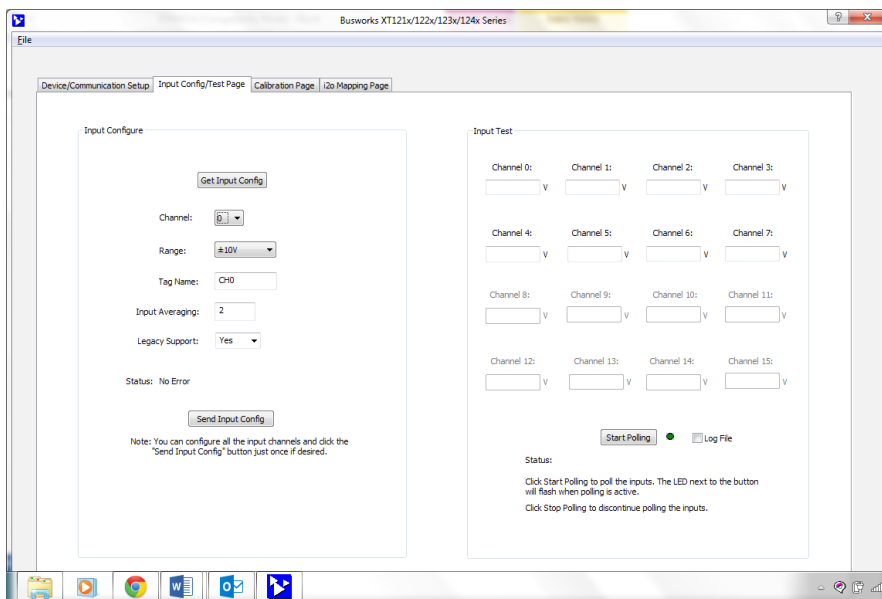 Busworks XT121x/122x/123x/124x Series
File
Device/Communication Setup
Input Config/Test Page
Calibration Page
i2o Mapping Page
Input Configure
Get Input Config
Channel: 0
Range: ±10V
Tag Name: CH0
Input Averaging: 2
Legacy Support: Yes
Status: No Error
Send Input Config
Note: You can configure all the input channels and click the
"Send Input Config" button just once if desired.
Input Test
Channel 0: Channel 1: Channel 2: Channel 3:
V V V V
Channel 4: Channel 5: Channel 6: Channel 7:
V V V V
Channel 8: Channel 9: Channel 10: Channel 11:
V V V V
Channel 12: Channel 13: Channel 14: Channel 15:
V V V V
Start Polling
Log File
Status:
Click Start Polling to poll the inputs. The LED next to the button
will flash when polling is active.
Click Stop Polling to discontinue polling the inputs.